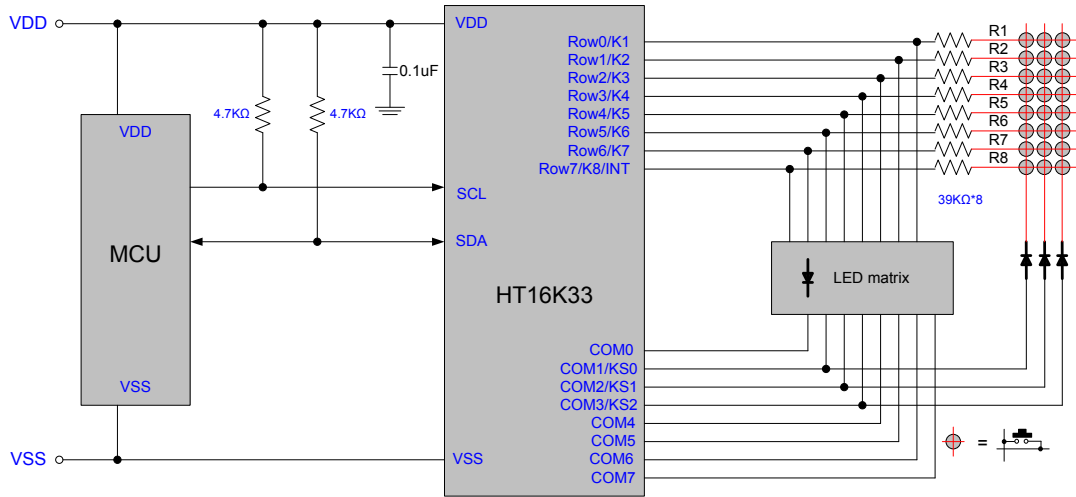 VDD
VDD
0.1uF
4.7KΩ
4.7KΩ
VDD
MCU
VSS
VSS
SCL
SDA
HT16K33
VSS
Row0/K1
Row1/K2
Row2/K3
Row3/K4
Row4/K5
Row5/K6
Row6/K7
Row7/K8/INT
R1
R2
R3
R4
R5
R6
R7
R8
39KΩ*8
LED matrix
COM0
COM1/KS0
COM2/KS1
COM3/KS2
COM4
COM5
COM6
COM7
=